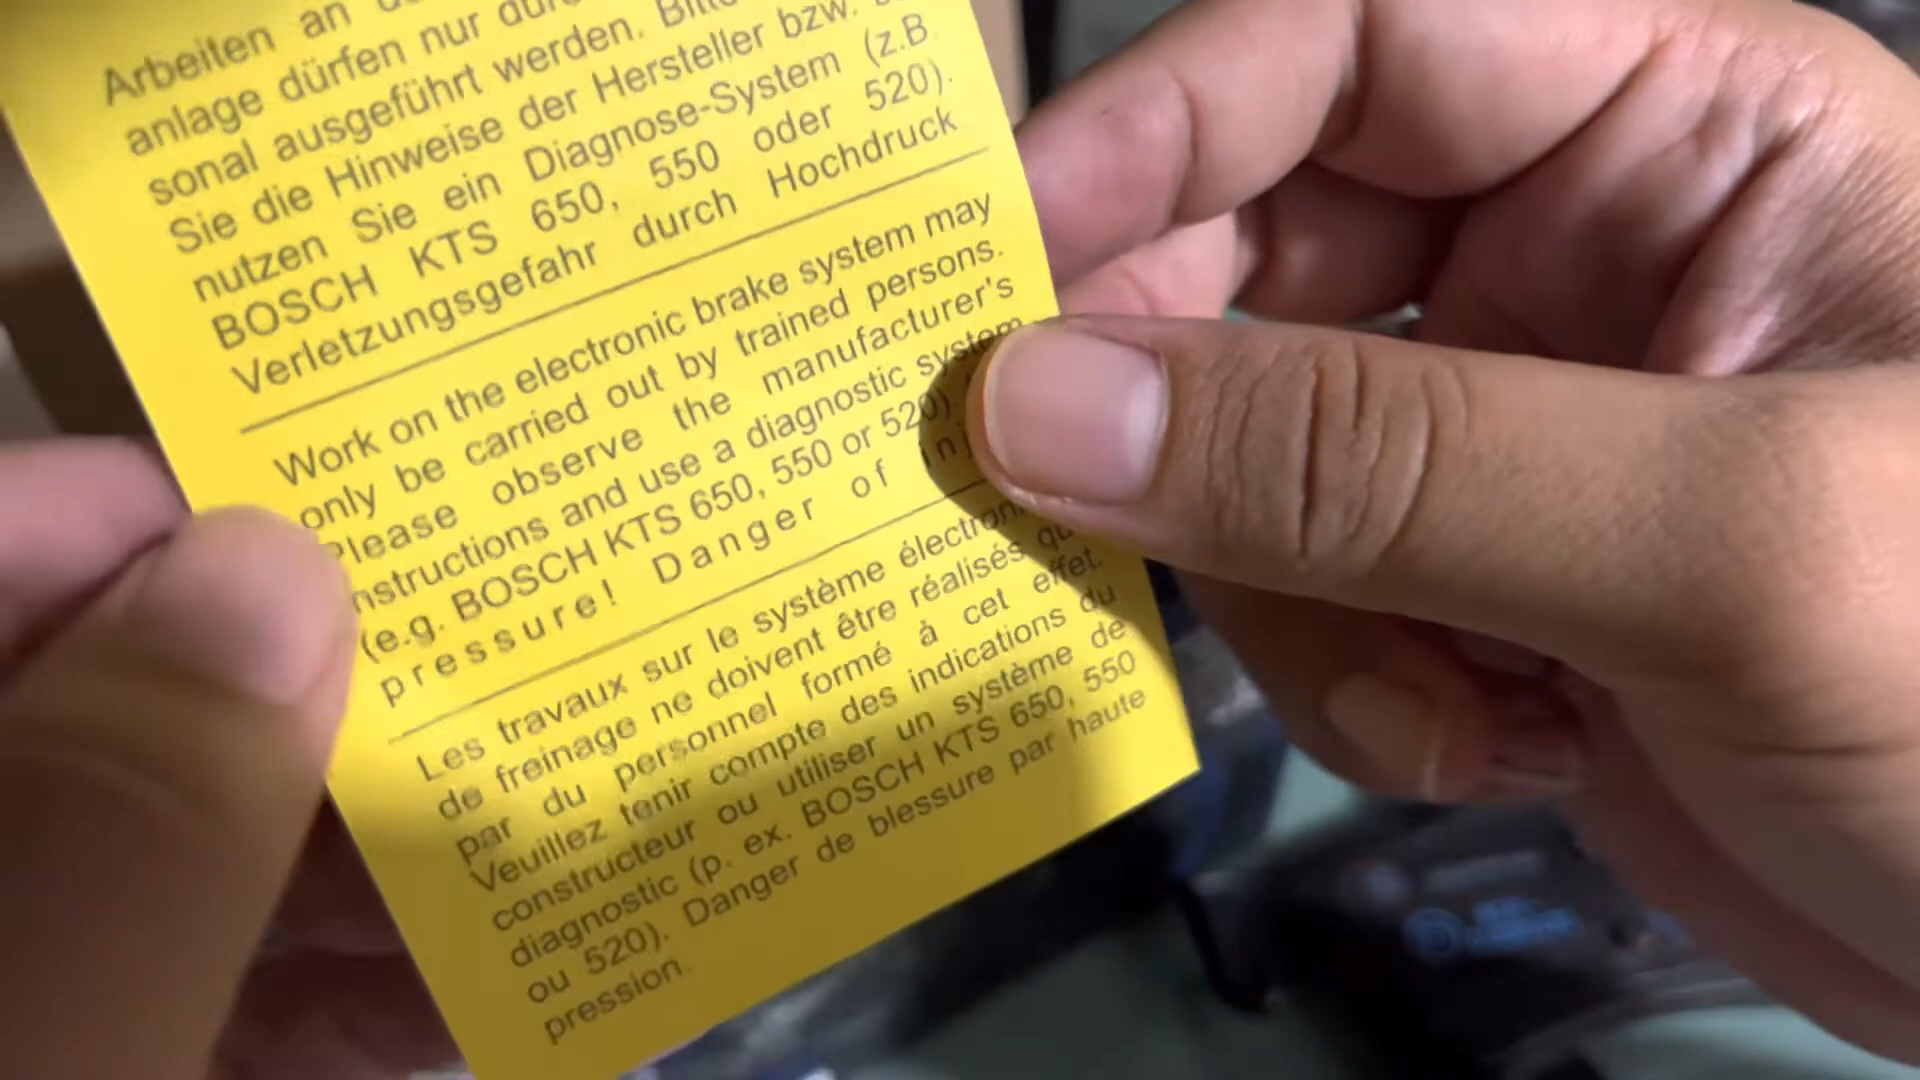 Arbeiten an
anlage dürfen nur
sonal ausgeführt werden.
Sie die Hinweise der Hersteller bzw.
nutzen Sie ein Diagnose-System (z.B.
BOSCH KTS 650, 550 oder 520).
Verletzungsgefahr durch Hochdruck
Work on the electronic brake system may
only be carried out by trained persons.
Please observe the manufacturer's
nstructions and use a diagnostic system
(e.g. BOSCH KTS 650, 550 or 520)
pressure! Danger of
Les travaux sur le système
de freinage ne doivent être réalisés
par du personnel formé à cet effet.
Veuillez tenir compte des indications du
constructeur ou utiliser un système de
diagnostic (p. ex. BOSCH KTS 650, 550
ou 520). Danger de blessure par haute
pression.